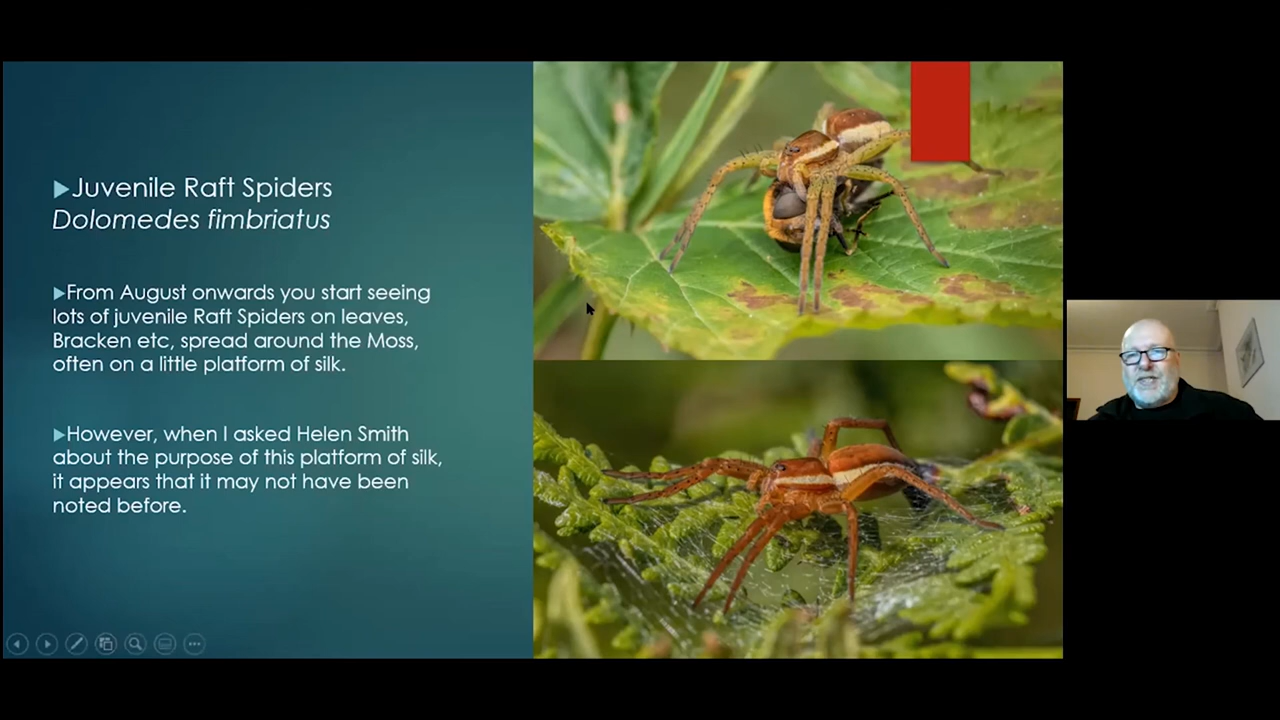 Juvenile Raft Spiders
Dolomedes fimbriatus
From August onwards you start seeing
lots of juvenile Raft Spiders on leaves,
Bracken etc, spread around the Moss,
often on a little platform of silk.
However, when I asked Helen Smith
about the purpose of this platform of silk,
it appears that it may not have been
noted before.